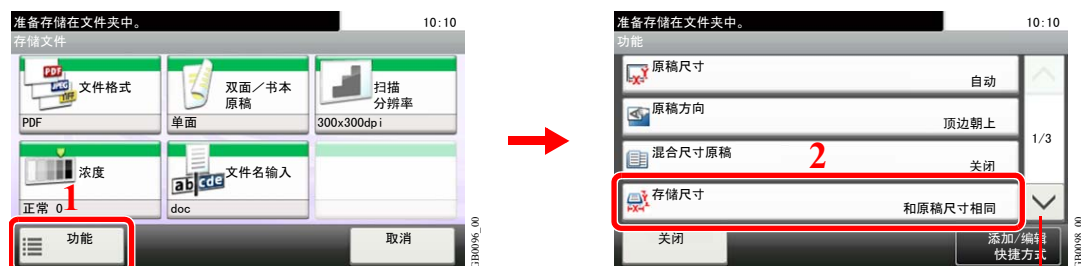 准备存储在文件夹中。 10:10
存储文件
PDF
JPEG
TIFF
文件格式
PDF
双面／书本
原稿
单面
扫描
分辨率
300x300dpi
浓度
正常 0
1
ab cde
文件名输入
doc
功能
取消
GB0096_00
准备存储在文件夹中。 10:10
功能
原稿尺寸
自动
原稿方向
顶边朝上
1/3
混合尺寸原稿
2
关闭
存储尺寸
和原稿尺寸相同
关闭
添加/编辑
快捷方式
GB0098_00